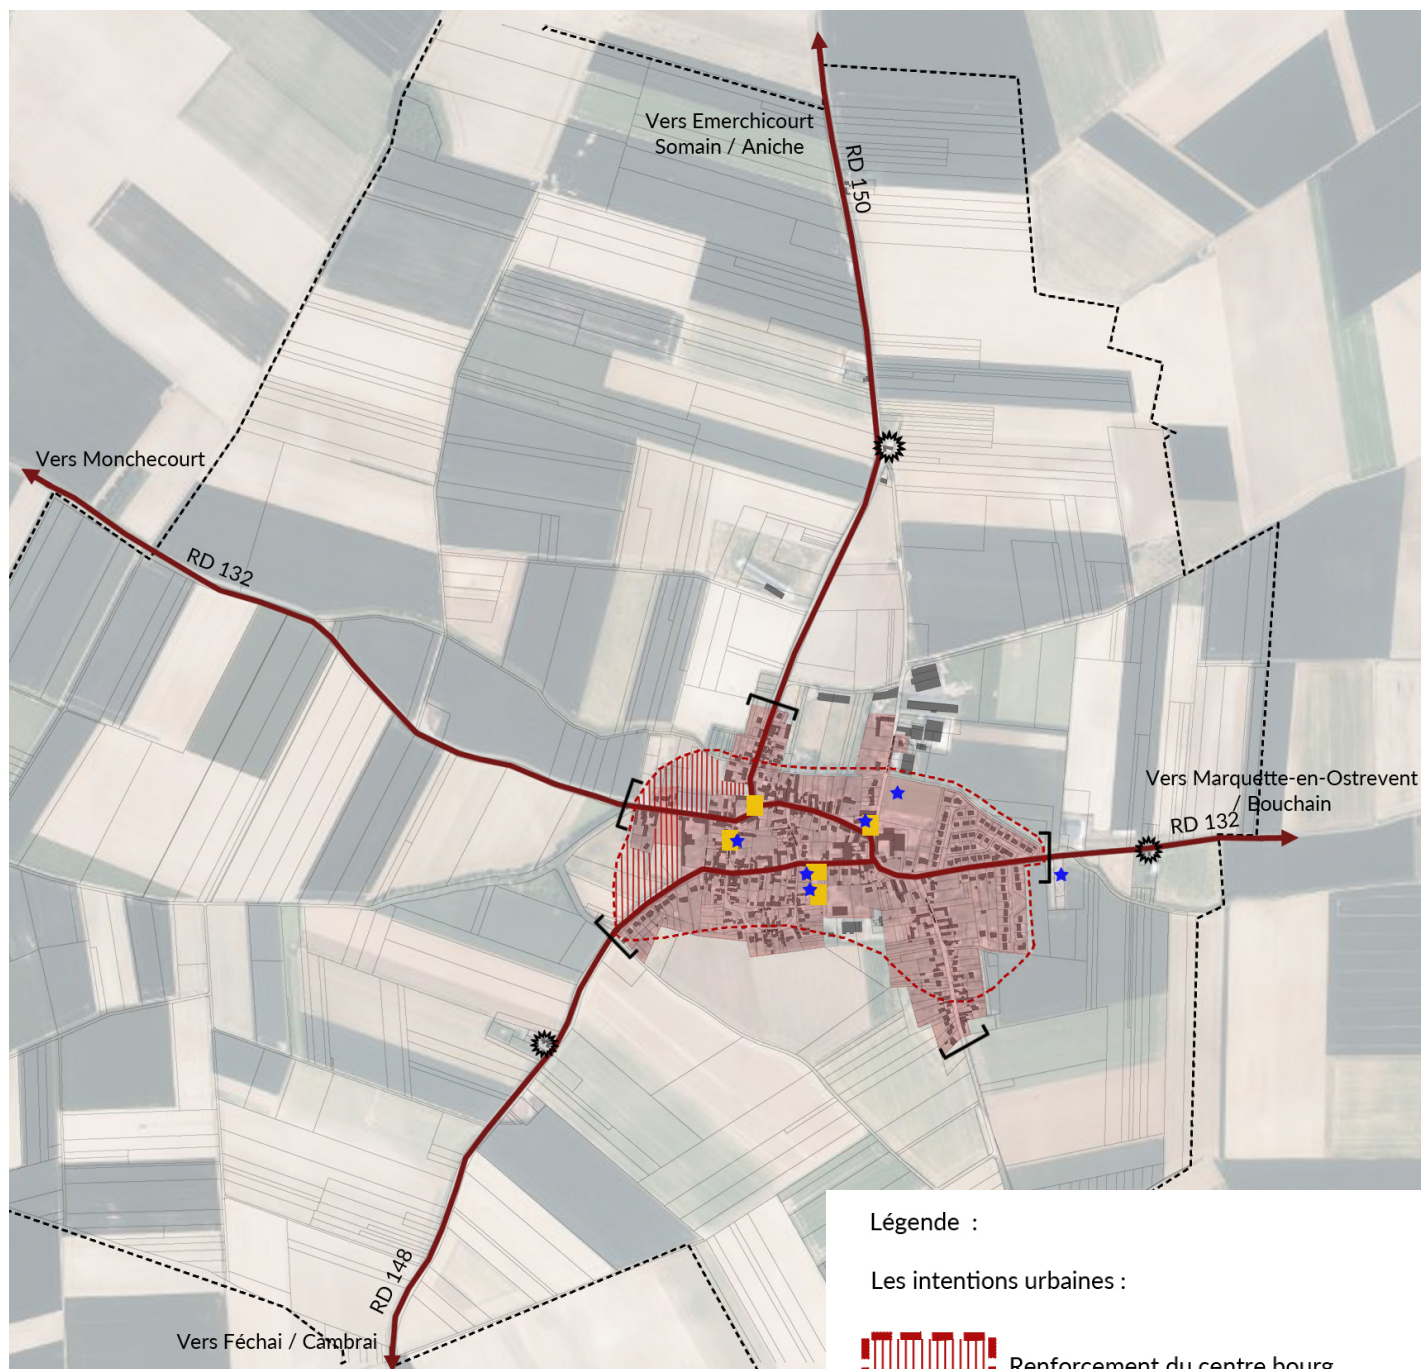 Vers Emerchicourt
Somain / Aniche
RD 150
Vers Monchecourt
RD 132
Vers Marquette-en-Ostrevent
/ Bouchain
RD 132
RD 148
Vers Féchai / Cambrai
Légende :
Les intentions urbaines :
Renforcement du centre bourg